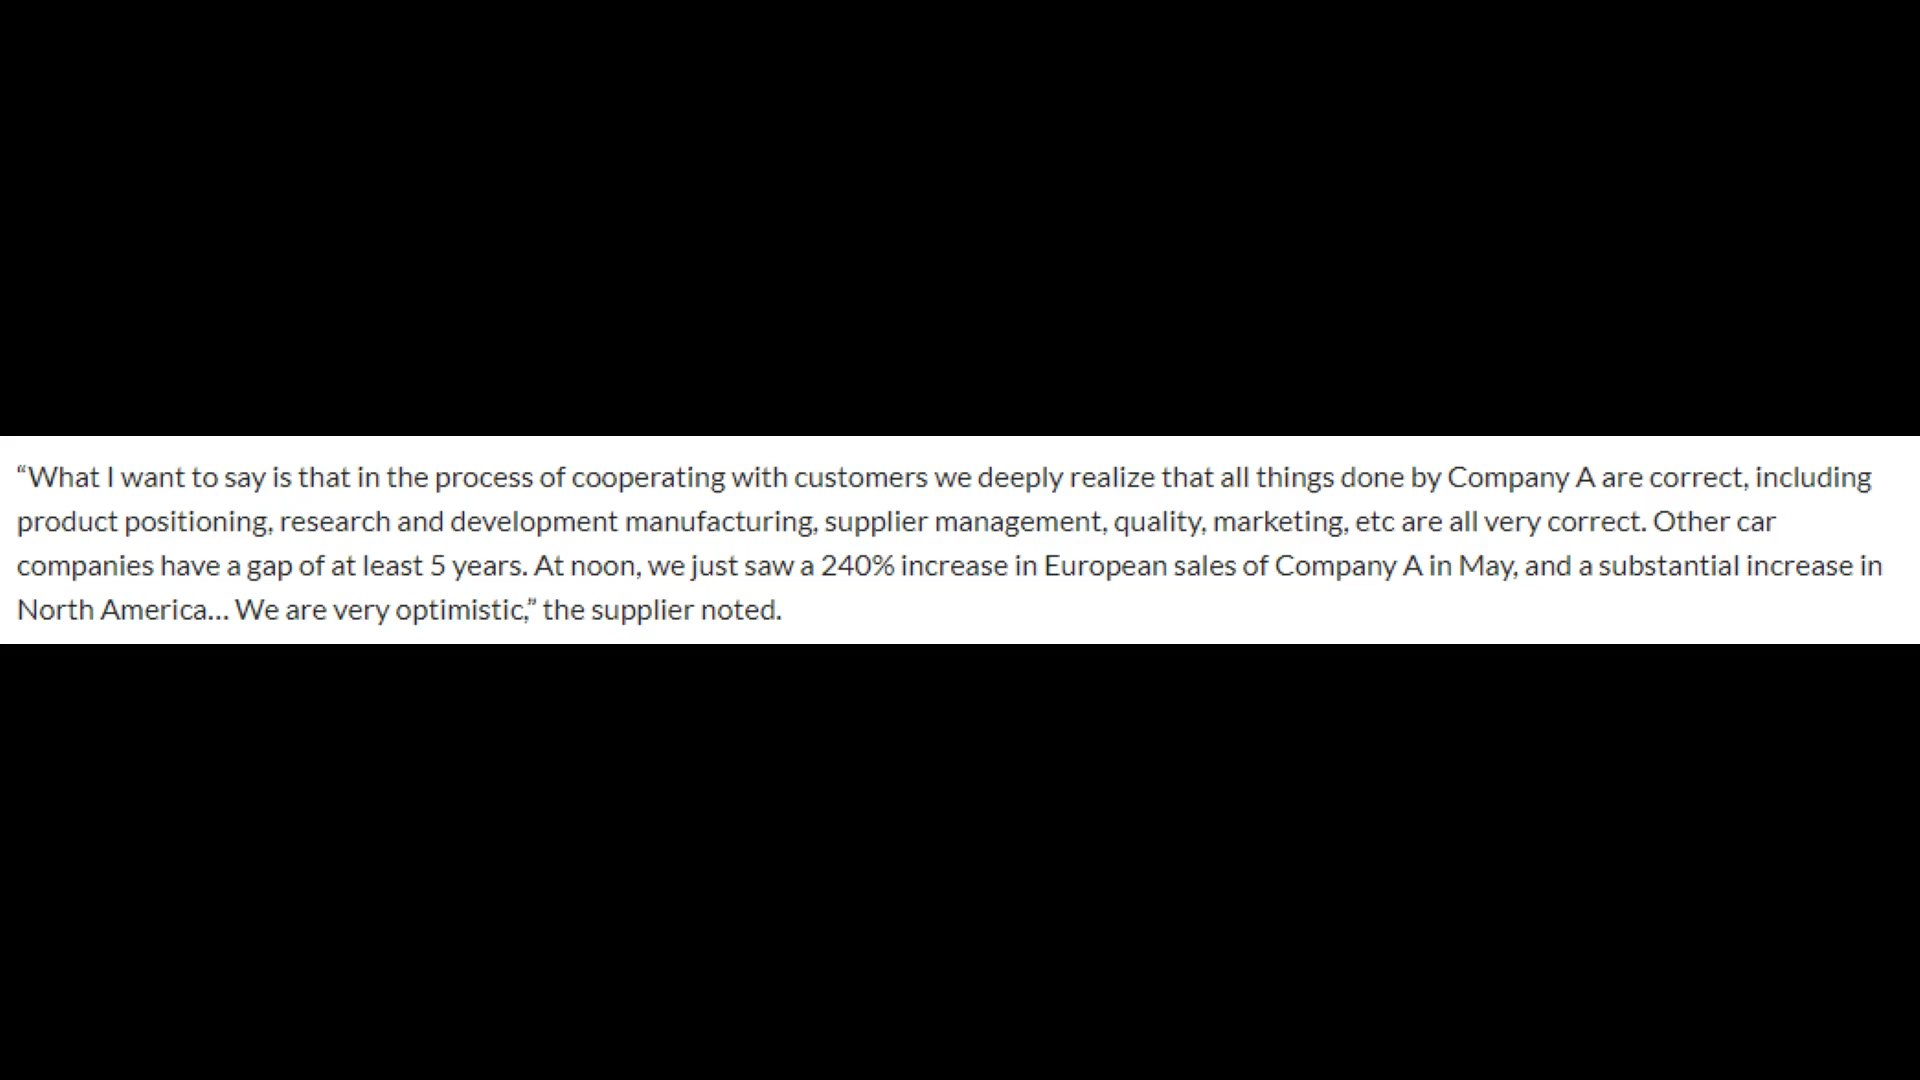 “What I want to say is that in the process of cooperating with customers we deeply realize that all things done by Company A are correct, including
product positioning, research and development manufacturing, supplier management, quality, marketing, etc are all very correct. Other car
companies have a gap of at least 5 years. At noon, we just saw a 240% increase in European sales of Company A in May, and a substantial increase in
North America… We are very optimistic,” the supplier noted.